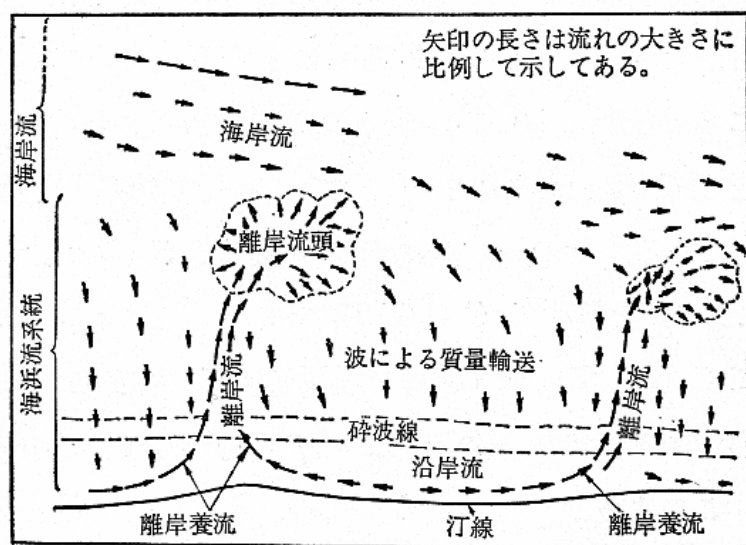 矢印の長さは流れの大きさに
比例して示してある。
海岸流
海岸流
離岸流頭
海浜流系統
波による質量輸送
離岸流
離岸流
砕波線
沿岸流
離岸養流
汀線
離岸養流